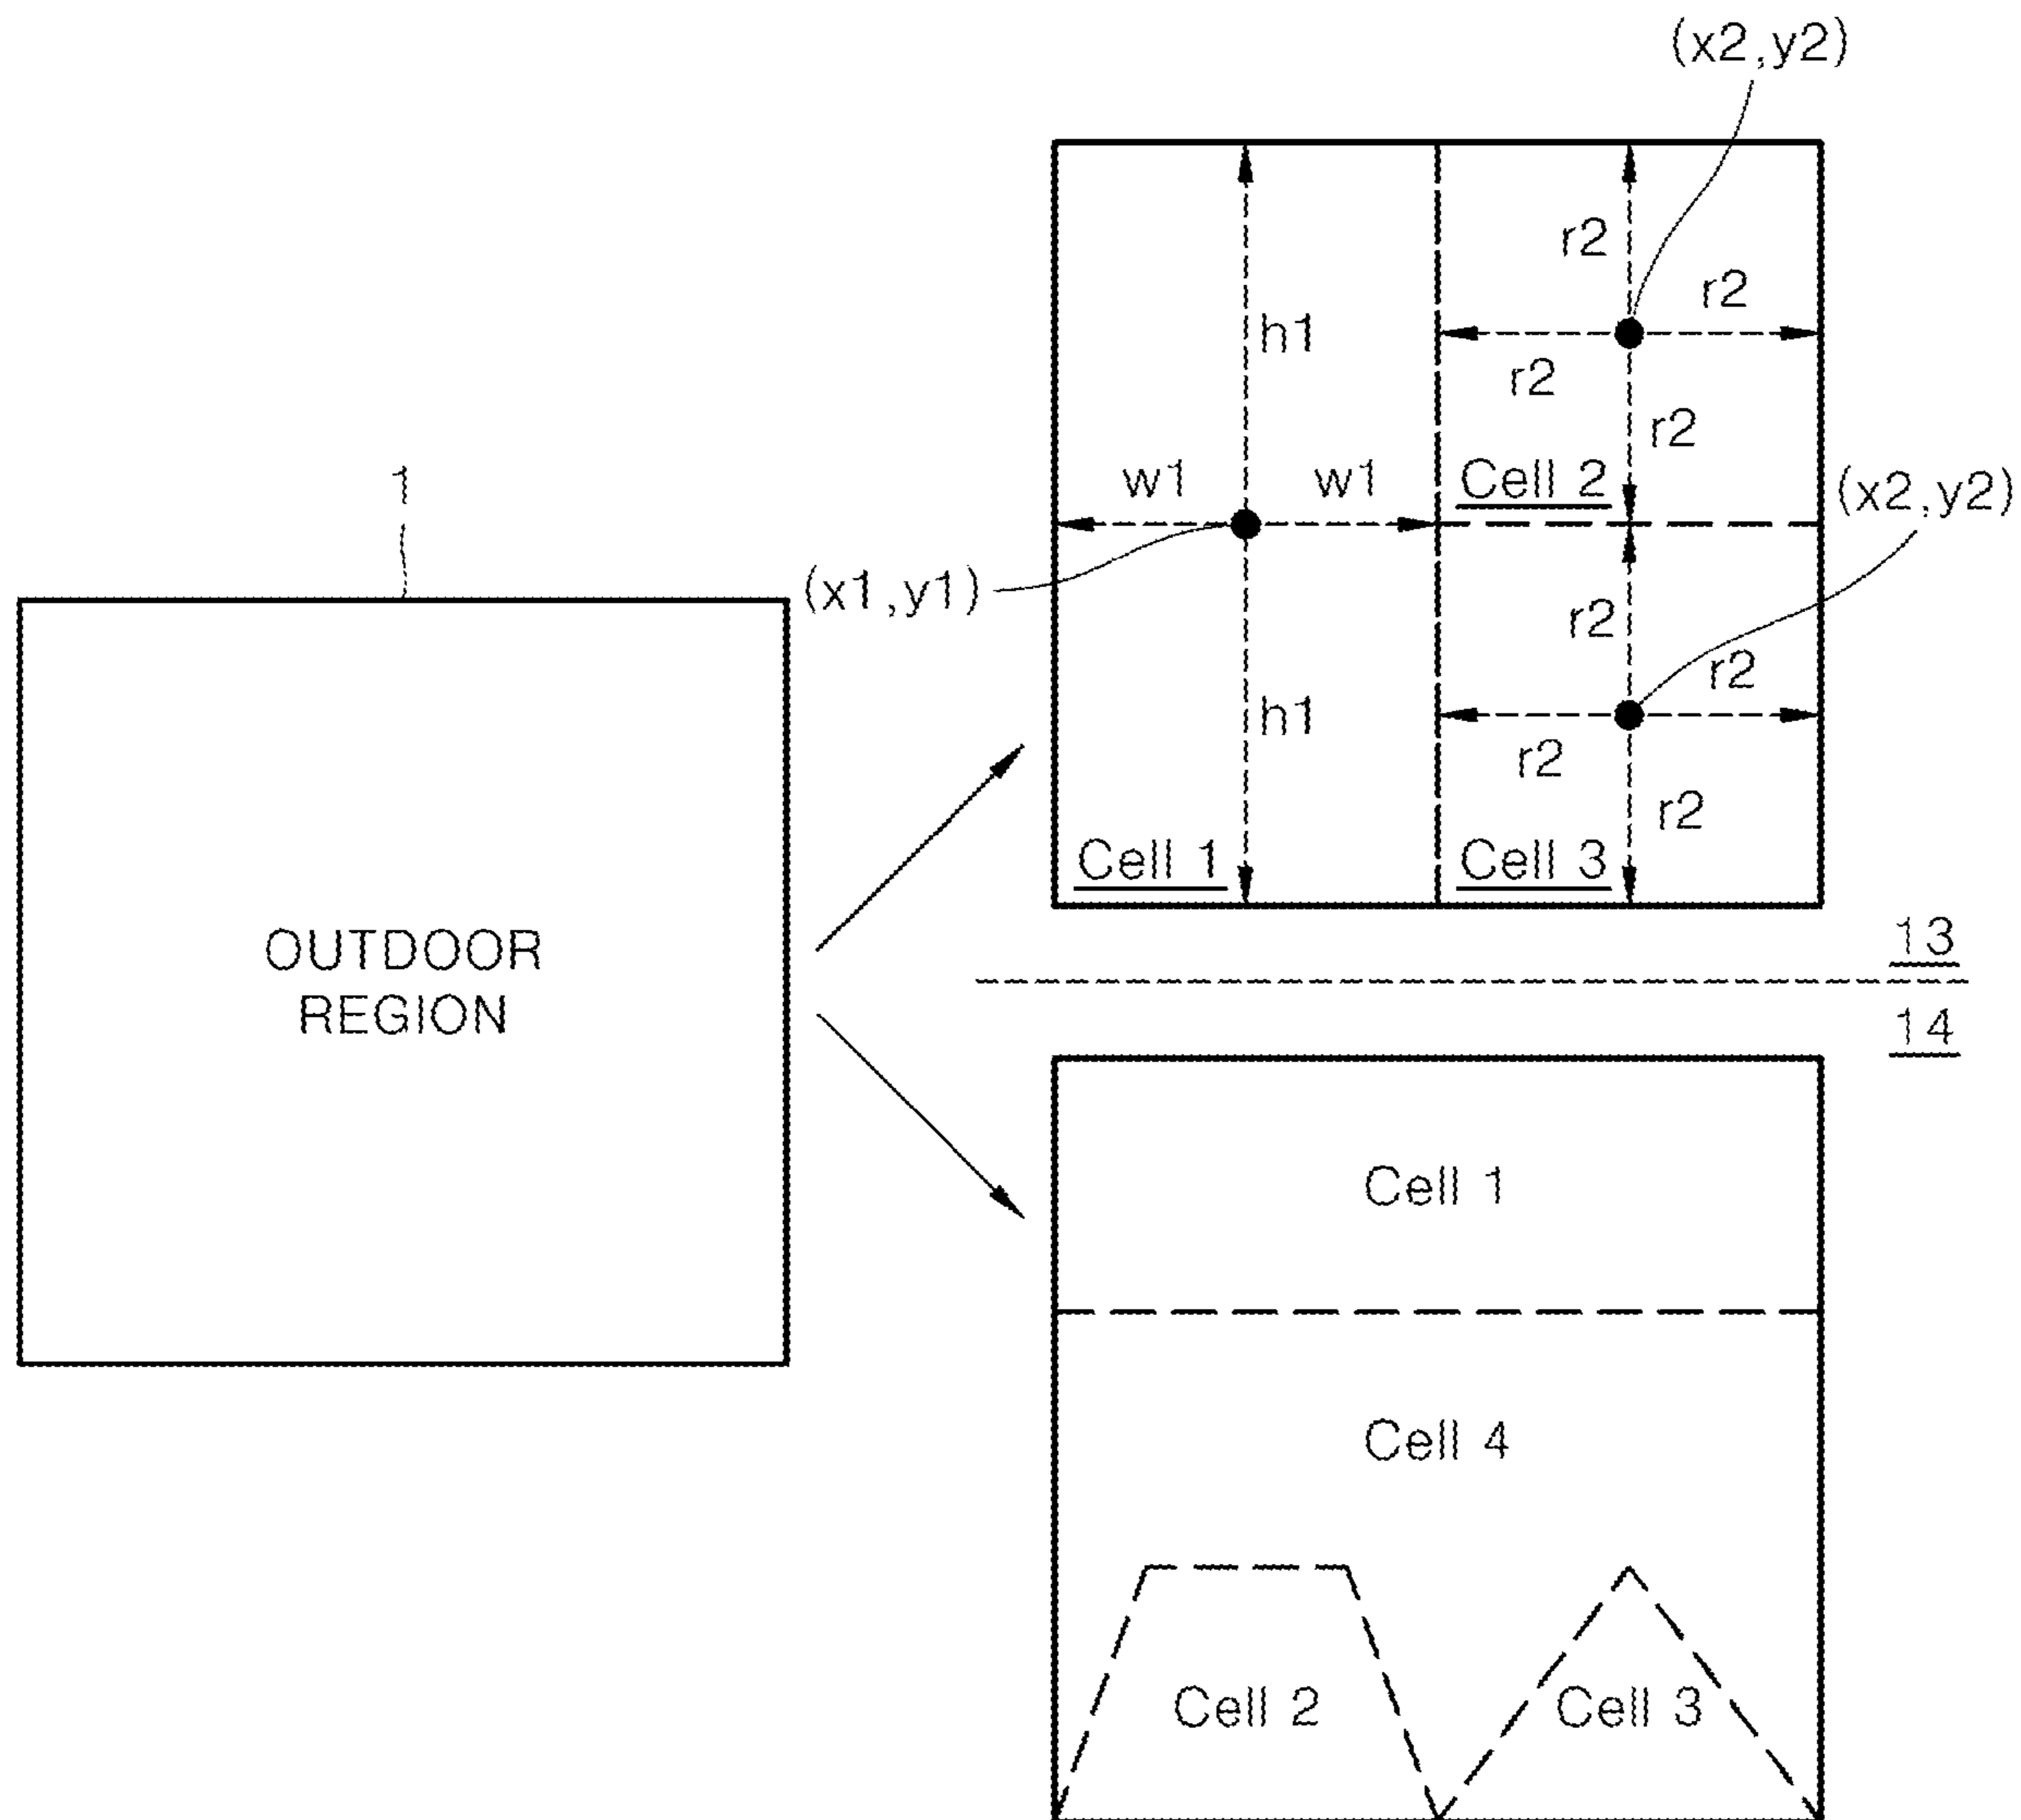 (x2,y2)
r2
r2
h1
r2
r2
w1
w1
Cell 2
(x2,y2)
1
(x1,y1)
r2
r2
h1
r2
r2
Cell 1
Cell 3
OUTDOOR
REGION
13
14
Cell 1
Cell 4
Cell 2
Cell 3